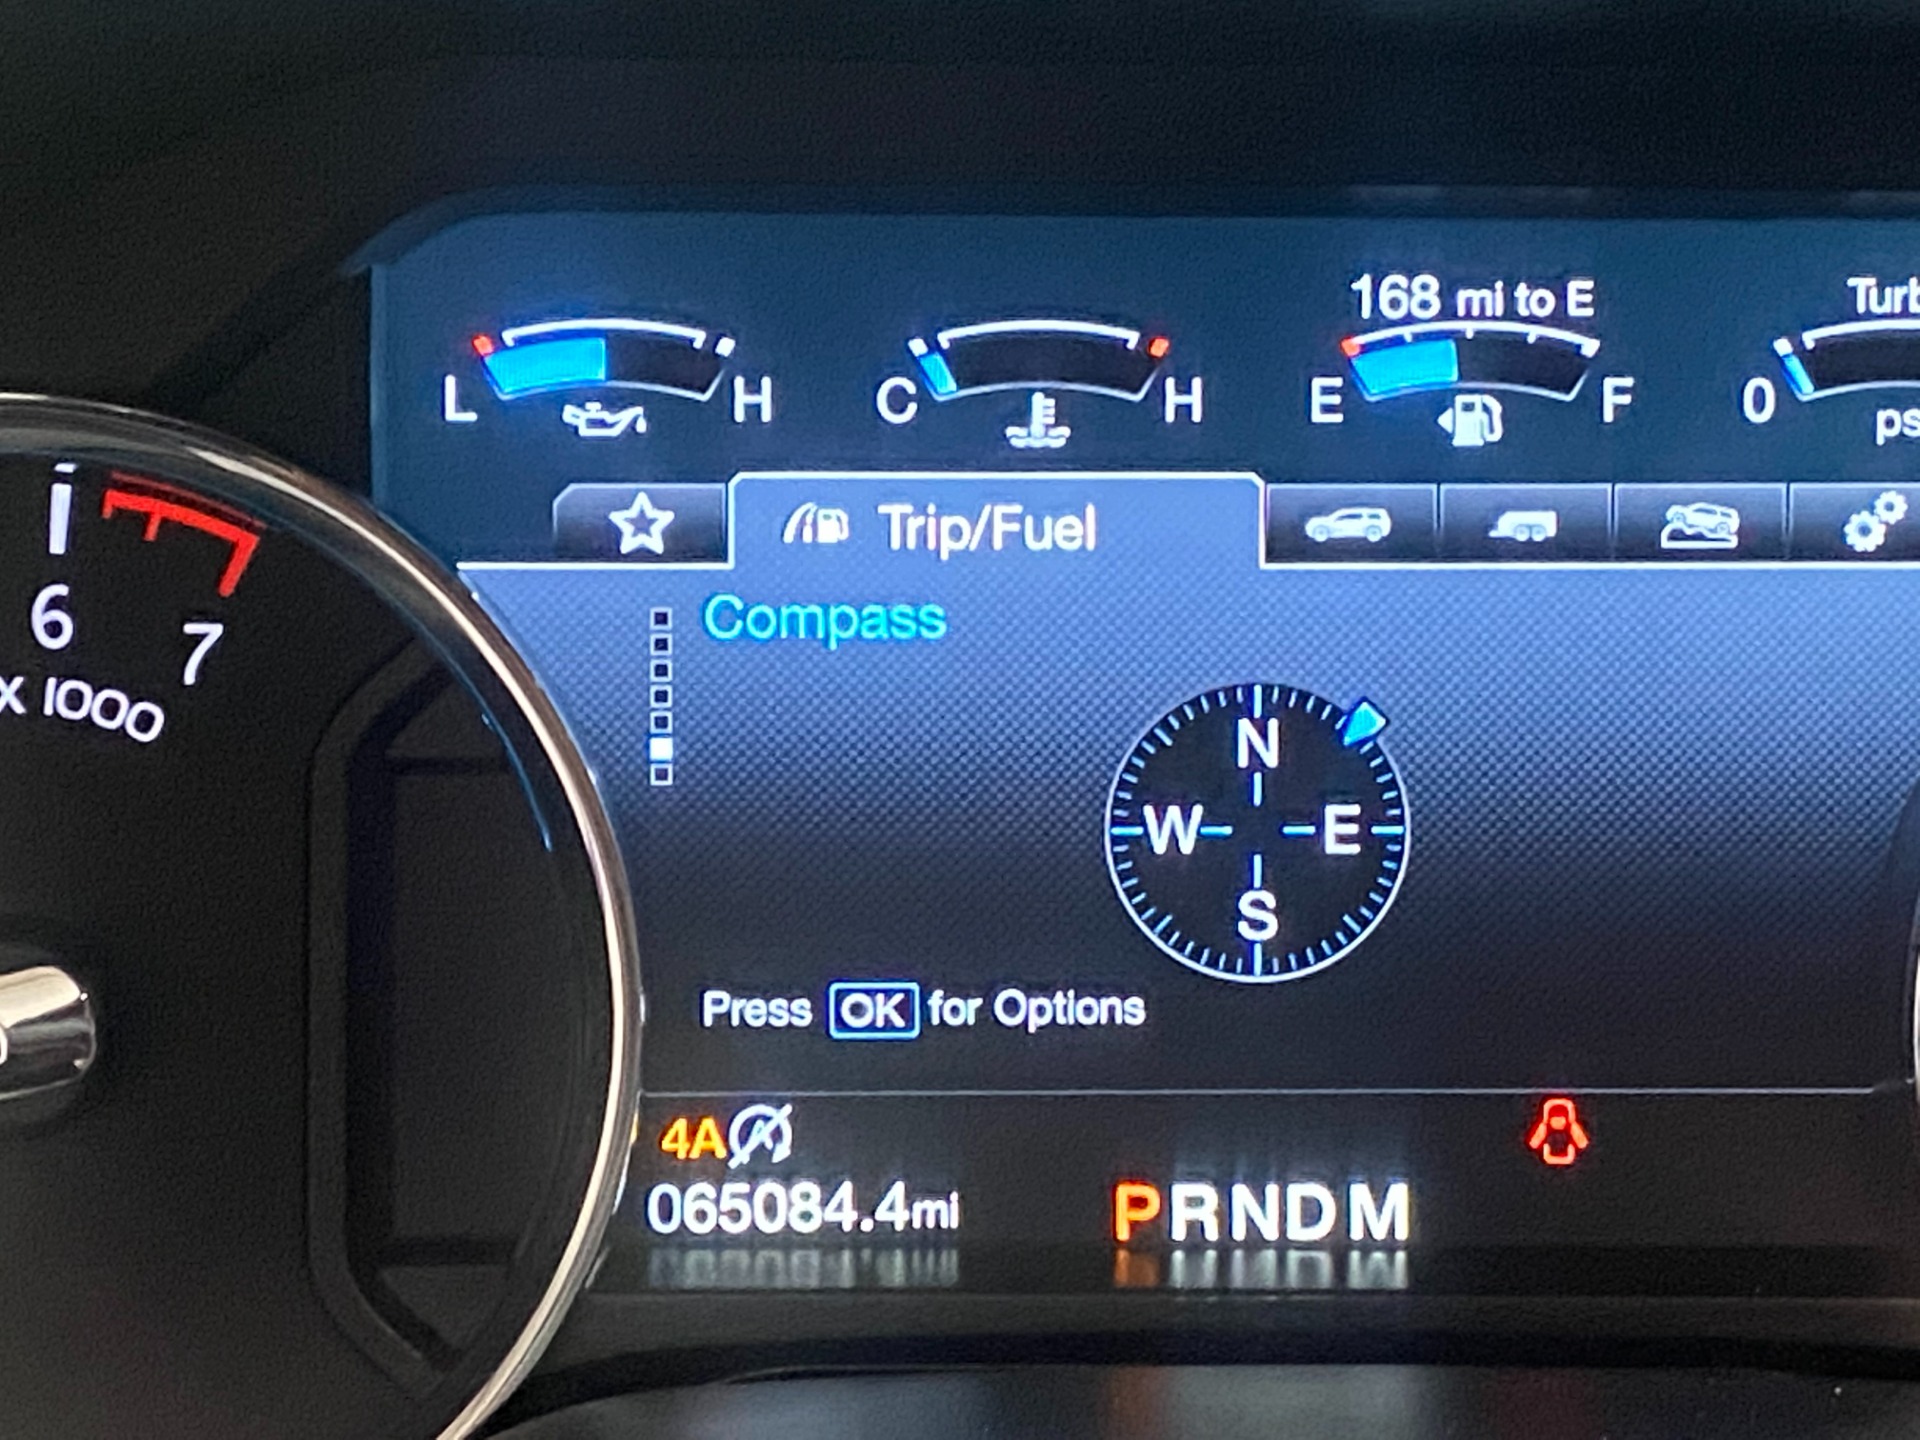 168 mi to E
L H
C H
E F
0
6
7
X 1000
Trip/Fuel
Compass
N
W E
S
Press OK for Options
4A
065084.4mi
PRNDM